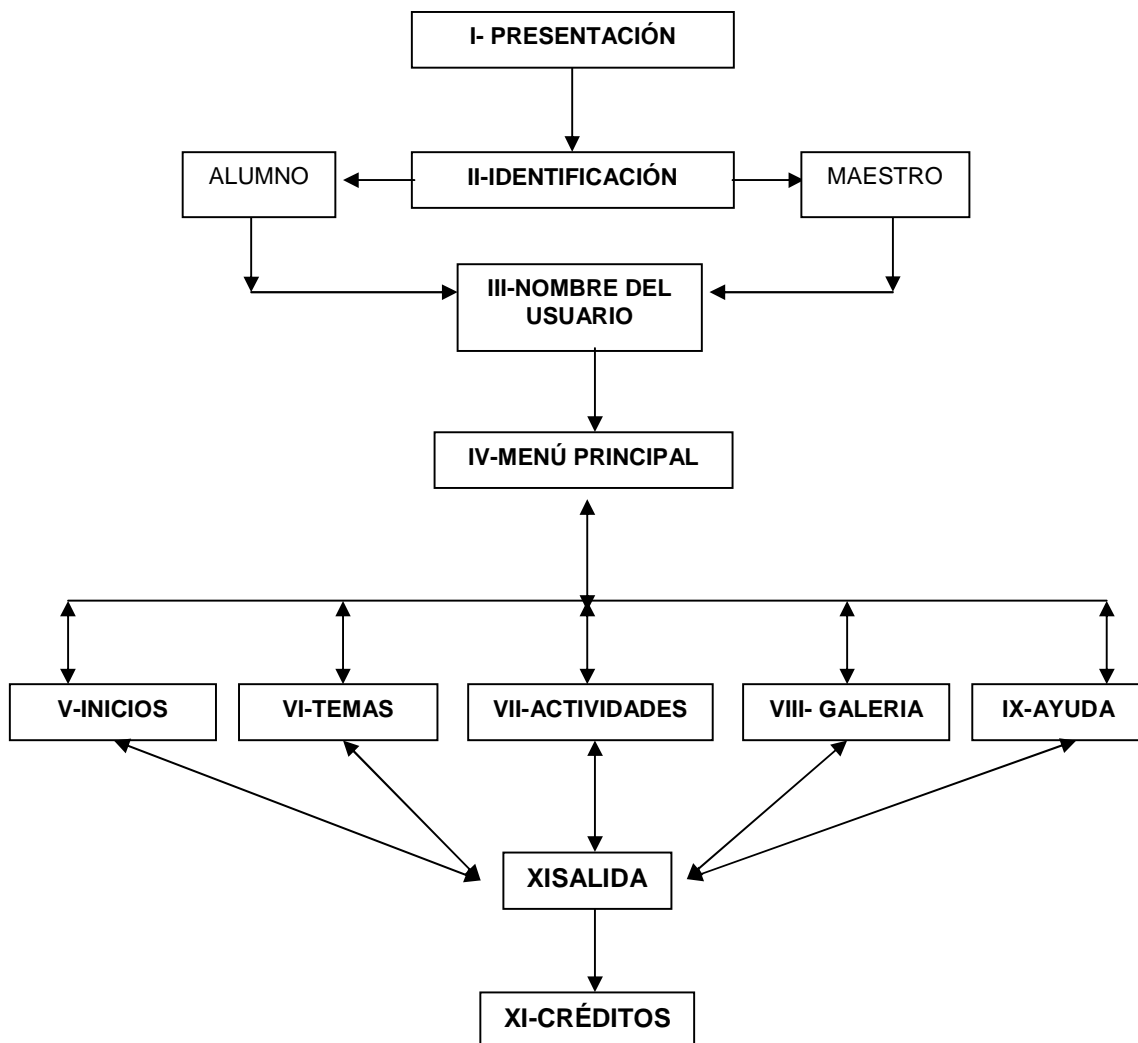 I- PRESENTACIÓN
ALUMNO
II-IDENTIFICACIÓN
MAESTRO
III-NOMBRE DEL
USUARIO
IV-MENÚ PRINCIPAL
V-INICIOS
VI-TEMAS
VII-ACTIVIDADES
VIII- GALERIA
IX-AYUDA
XISALIDA
XI-CRÉDITOS